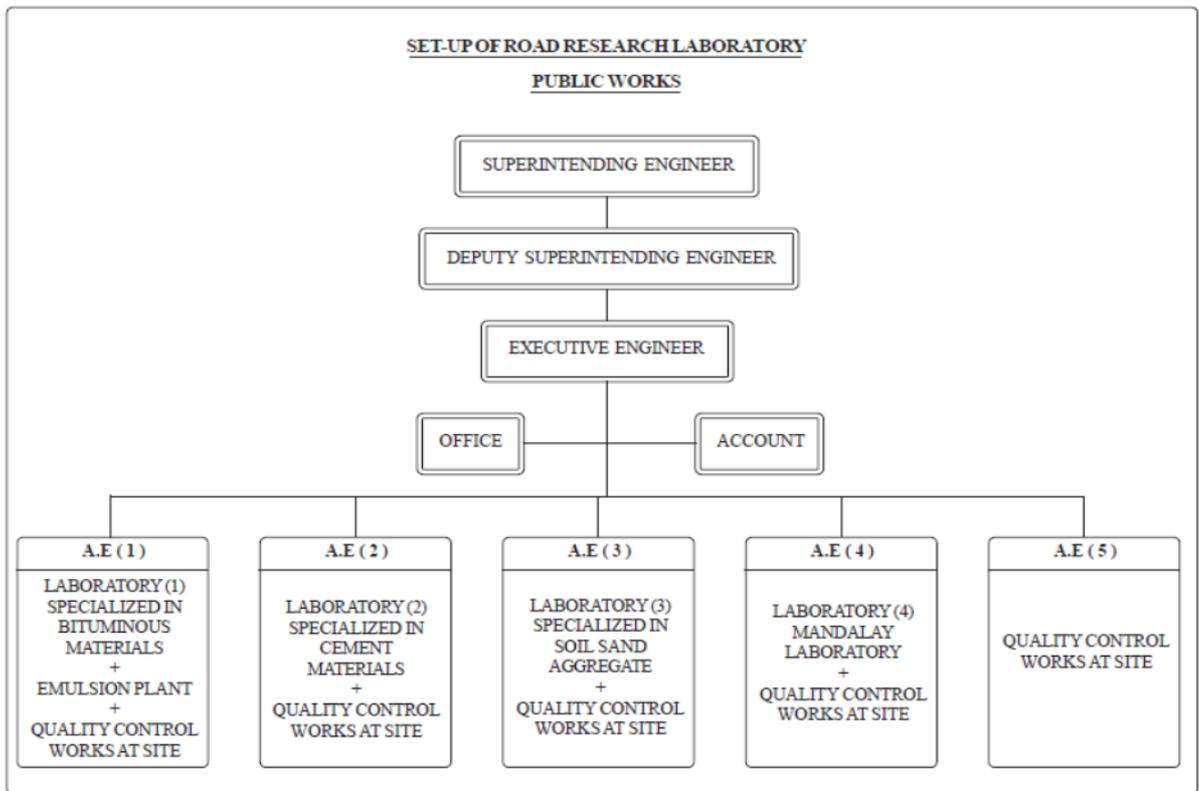 SET-UP OF ROAD RESEARCH LABORATORY
PUBLIC WORKS
SUPERINTENDING ENGINEER
DEPUTY SUPERINTENDING ENGINEER
EXECUTIVE ENGINEER
OFFICE
ACCOUNT
A.E ( 1 )
LABORATORY (1)
SPECIALIZED IN
BITUMINOUS
MATERIALS
+
EMULSION PLANT
+
QUALITY CONTROL
WORKS AT SITE
A.E ( 2 )
LABORATORY (2)
SPECIALIZED IN
CEMENT
MATERIALS
+
QUALITY CONTROL
WORKS AT SITE
A.E ( 3 )
LABORATORY (3)
SPECIALIZED IN
SOIL SAND
AGGREGATE
+
QUALITY CONTROL
WORKS AT SITE
A.E ( 4 )
LABORATORY (4)
MANDALAY
LABORATORY
+
QUALITY CONTROL
WORKS AT SITE
A.E ( 5 )
QUALITY CONTROL
WORKS AT SITE